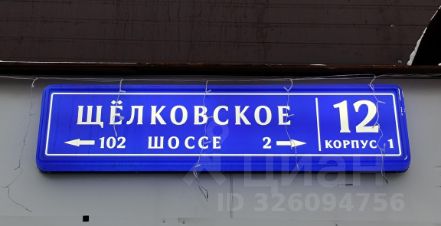 ЩЁЛКОВСКОЕ
←102 ШОССЕ 2→
12
КОРПУС 1
ЦИАН
ID 326094756